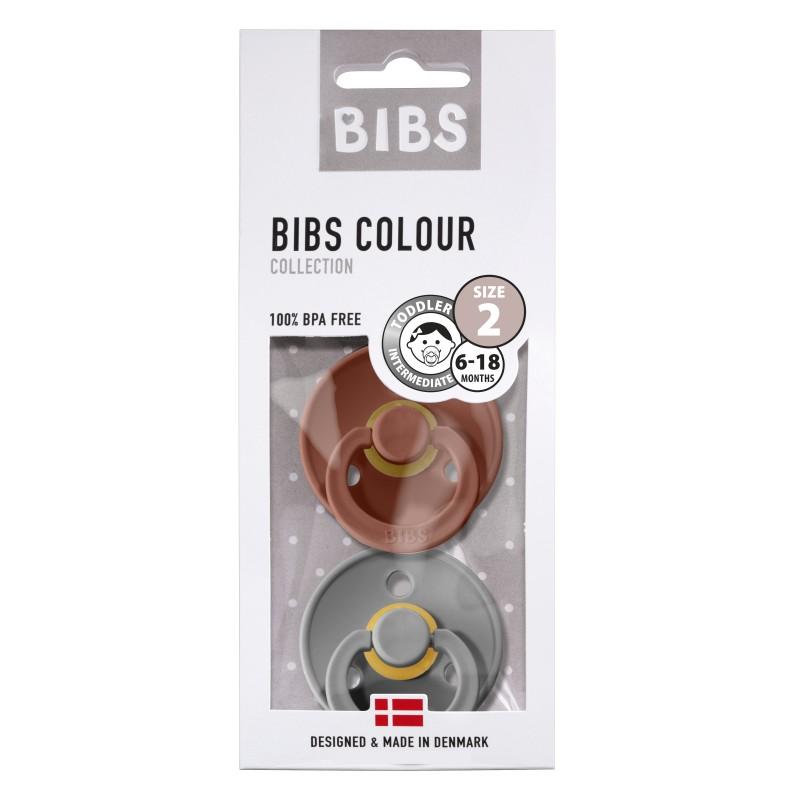 BIBS
BIBS COLOUR
COLLECTION
100% BPA FREE
TODDLER
INTERMEDIATE
SIZE
2
6-18
MONTHS
BIBS
DESIGNED & MADE IN DENMARK